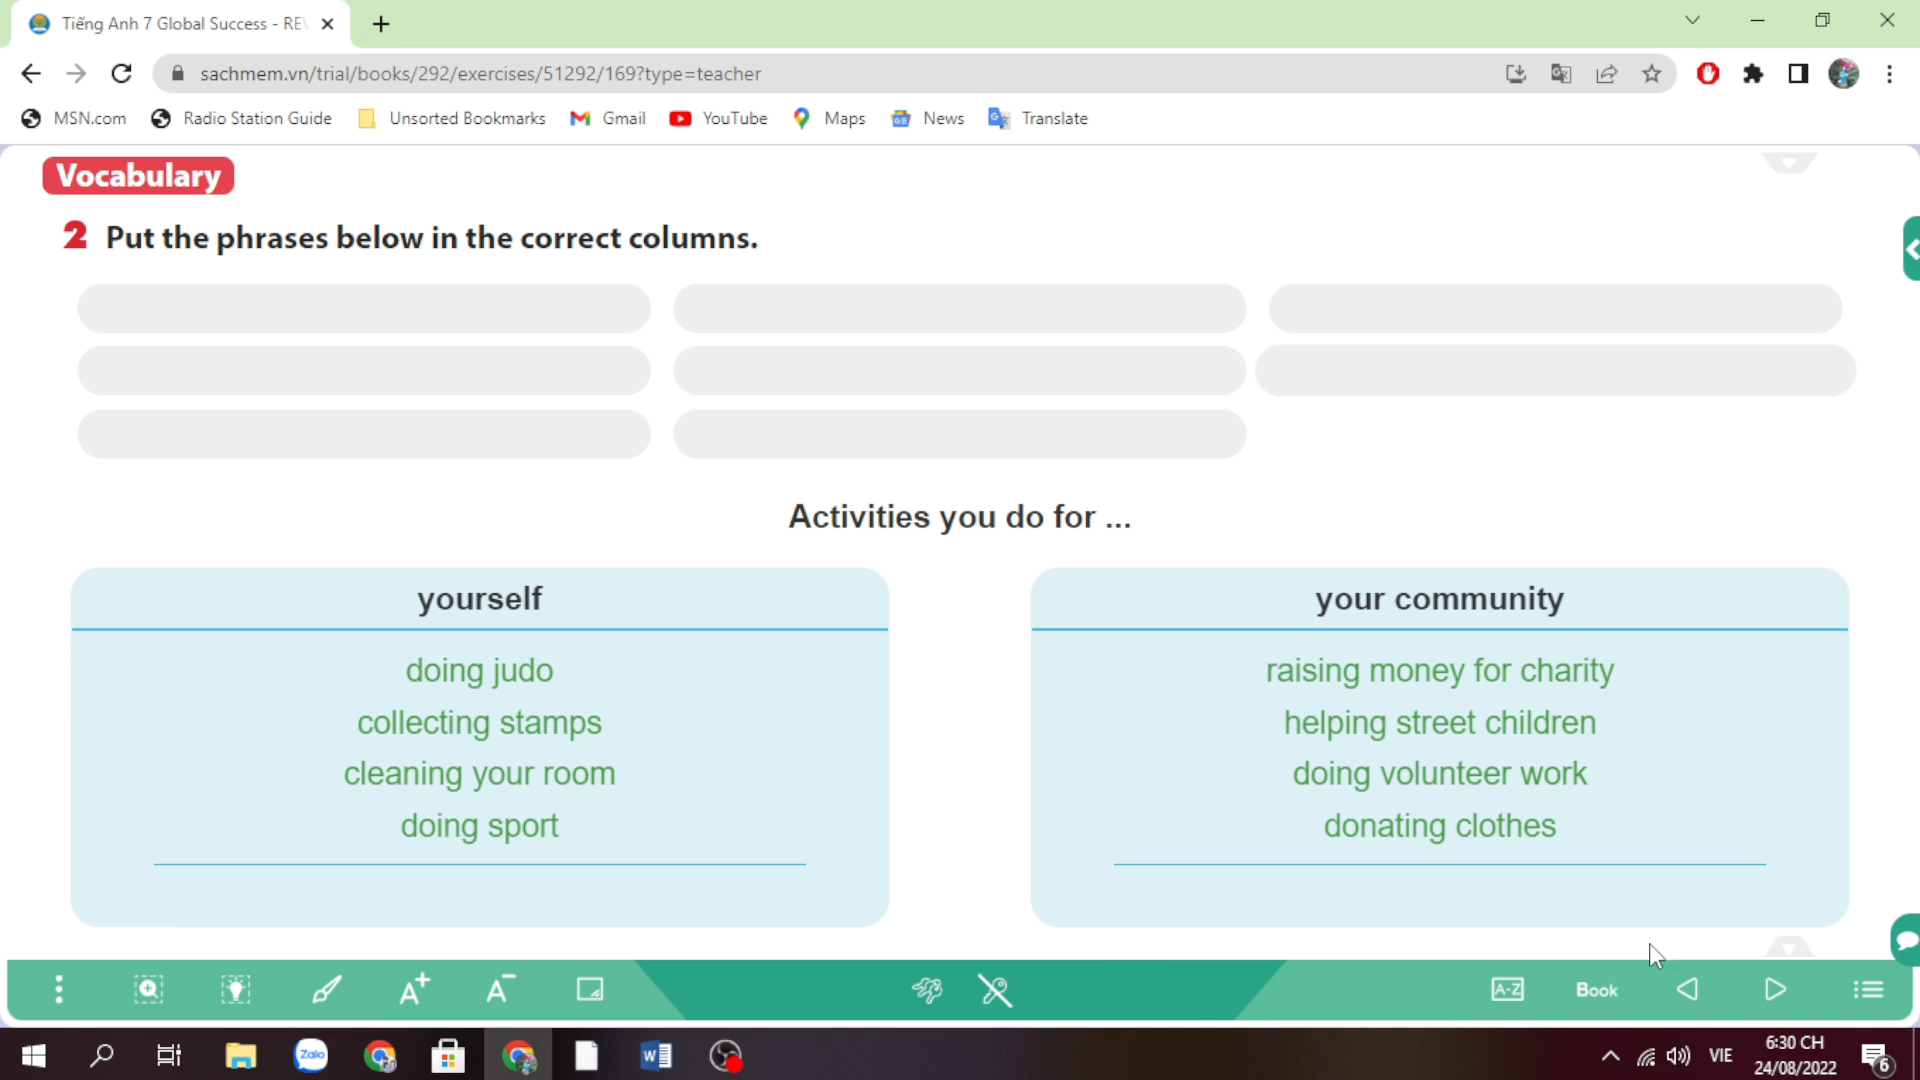 Tiếng Anh 7 Global Success - REV
sachmem.vn/trial/books/292/exercises/51292/169?type=teacher
MSN.com Radio Station Guide Unsorted Bookmarks Gmail YouTube Maps News Translate
Vocabulary
2 Put the phrases below in the correct columns.
Activities you do for ...
yourself
doing judo
collecting stamps
cleaning your room
doing sport
your community
raising money for charity
helping street children
doing volunteer work
donating clothes
A+ A- A-Z Book
Zalo W VIE 6:30 CH
24/08/2022 6